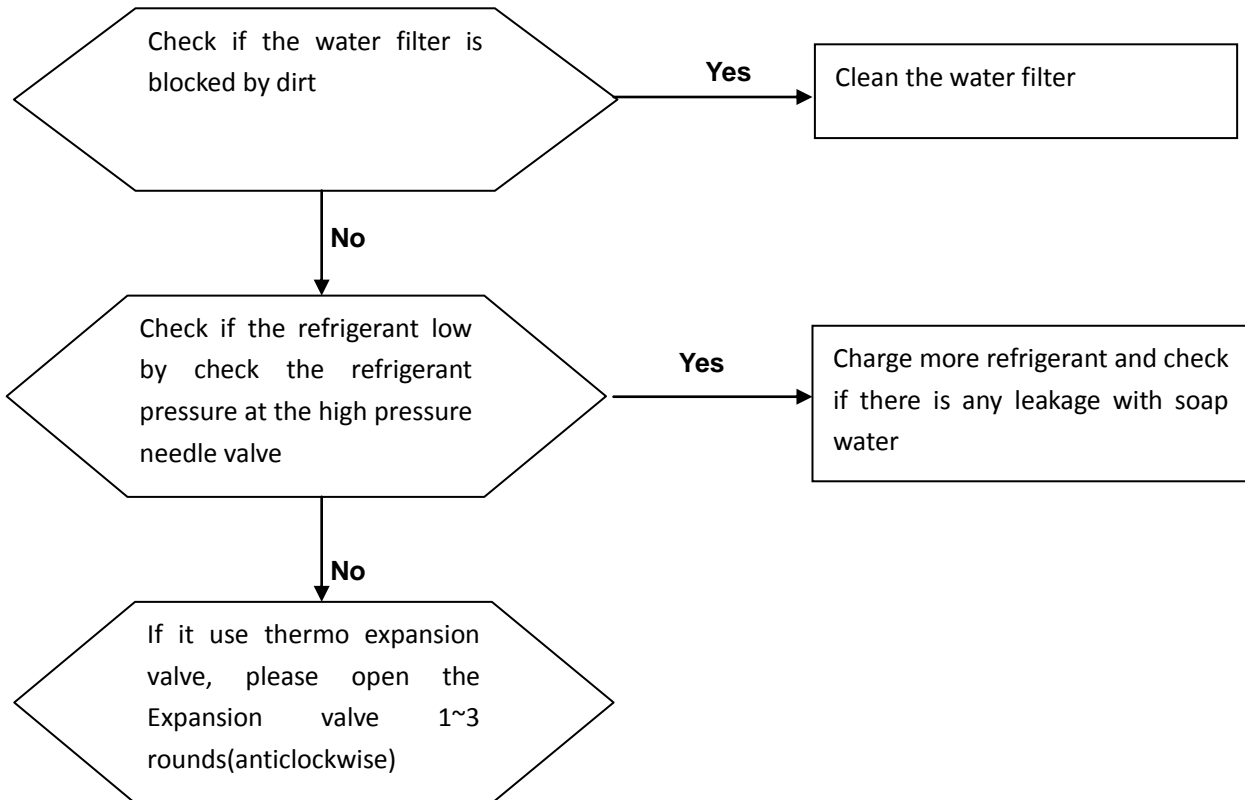 Check if the water filter is
blocked by dirt
Yes
Clean the water filter
No
Check if the refrigerant low
by check the refrigerant
pressure at the high pressure
needle valve
Yes
Charge more refrigerant and check
if there is any leakage with soap
water
No
If it use thermo expansion
valve, please open the
Expansion valve 1~3
rounds(anticlockwise)